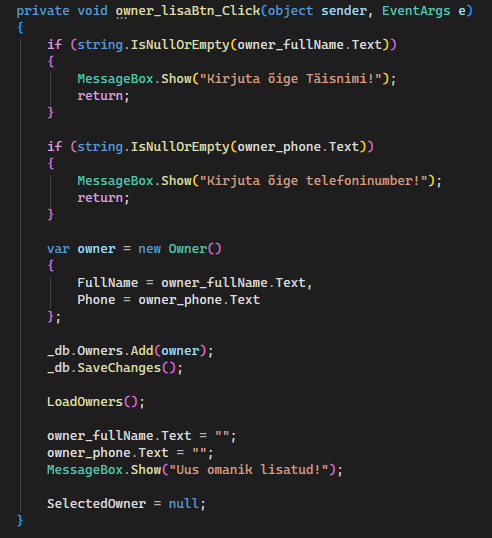 private void owner_lisaBtn_Click(object sender, EventArgs e)
{
    if (string.IsNullOrEmpty(owner_fullName.Text))
    {
        MessageBox.Show("Kirjuta õige Täisnimi!");
        return;
    }

    if (string.IsNullOrEmpty(owner_phone.Text))
    {
        MessageBox.Show("Kirjuta õige telefoninumber!");
        return;
    }

    var owner = new Owner()
    {
        FullName = owner_fullName.Text,
        Phone = owner_phone.Text
    };

    _db.Owners.Add(owner);
    _db.SaveChanges();

    LoadOwners();

    owner_fullName.Text = "";
    owner_phone.Text = "";
    MessageBox.Show("Uus omanik lisatud!");

    SelectedOwner = null;
}